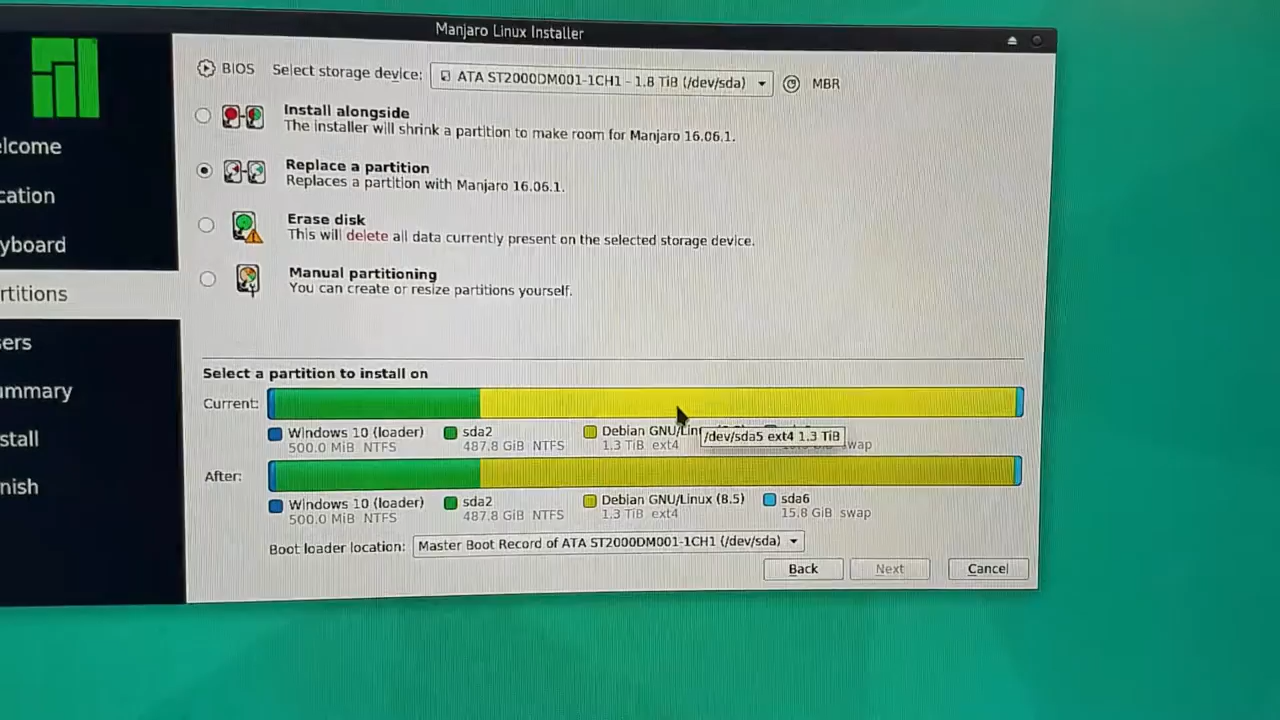 Manjaro Linux Installer
BIOS Select storage device: ATA ST2000DM001-1CH1 - 1.8 TiB (/dev/sda) MBR
Install alongside
The installer will shrink a partition to make room for Manjaro 16.06.1.
Replace a partition
Replaces a partition with Manjaro 16.06.1.
Erase disk
This will delete all data currently present on the selected storage device.
Manual partitioning
You can create or resize partitions yourself.
elcome
cation
yboard
rtitions
ers
ummary
stall
nish
Select a partition to install on
Current:
Windows 10 (loader) sda2 Debian GNU/Lin
500.0 MiB NTFS 487.8 GiB NTFS 1.3 TiB ext4 wap
/dev/sda5 ext4 1.3 TiB
After:
Windows 10 (loader) sda2 Debian GNU/Linux (8.5) sda6
500.0 MiB NTFS 487.8 GiB NTFS 1.3 TiB ext4 15.8 GiB swap
Boot loader location: Master Boot Record of ATA ST2000DM001-1CH1 (/dev/sda)
Back Next Cancel